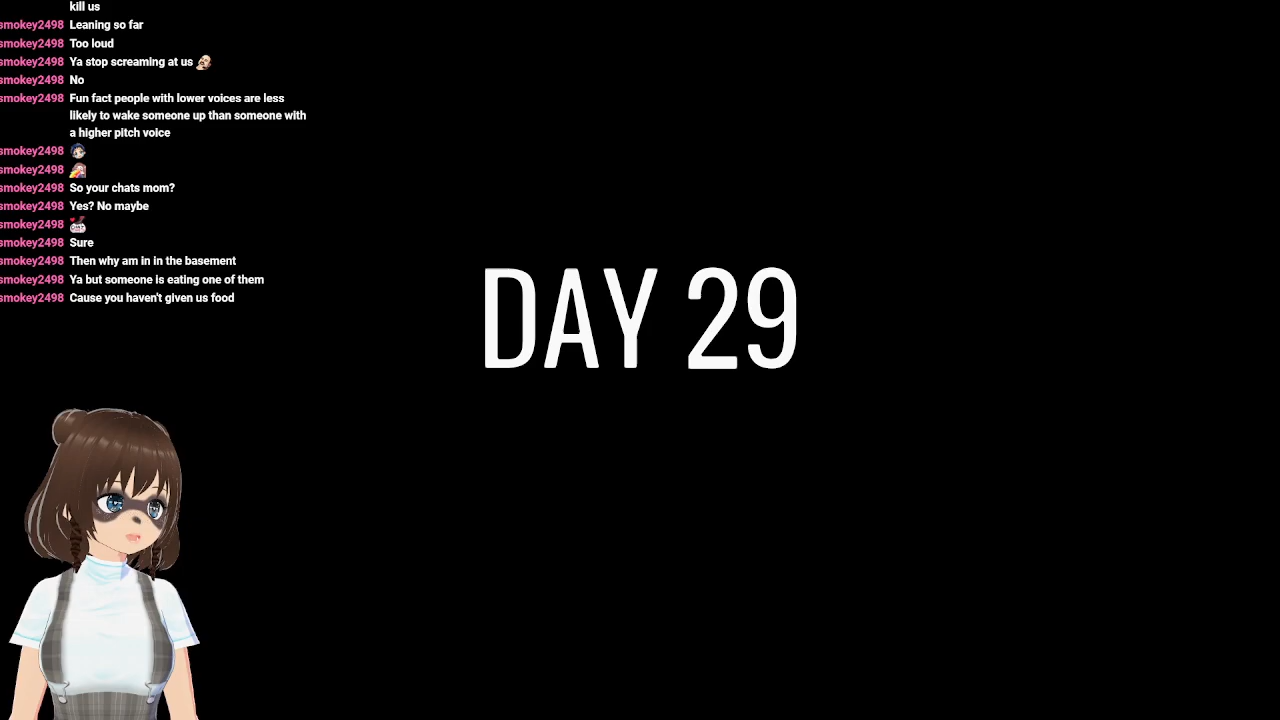 kill us
smokey2498 Leaning so far
smokey2498 Too loud
smokey2498 Ya stop screaming at us
smokey2498 No
smokey2498 Fun fact people with lower voices are less
likely to wake someone up than someone with
a higher pitch voice
smokey2498
smokey2498
smokey2498 So your chats mom?
smokey2498 Yes? No maybe
smokey2498
smokey2498 Sure
smokey2498 Then why am in in the basement
smokey2498 Ya but someone is eating one of them
smokey2498 Cause you haven't given us food
DAY 29